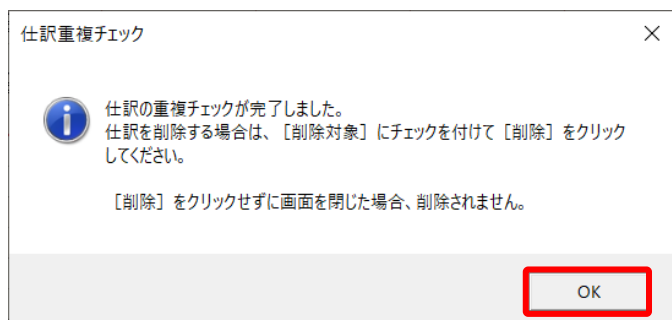 仕訳重複チェック
仕訳の重複チェックが完了しました。
仕訳を削除する場合は、［削除対象］にチェックを付けて［削除］をクリック
してください。
［削除］をクリックせずに画面を閉じた場合、削除されません。
OK